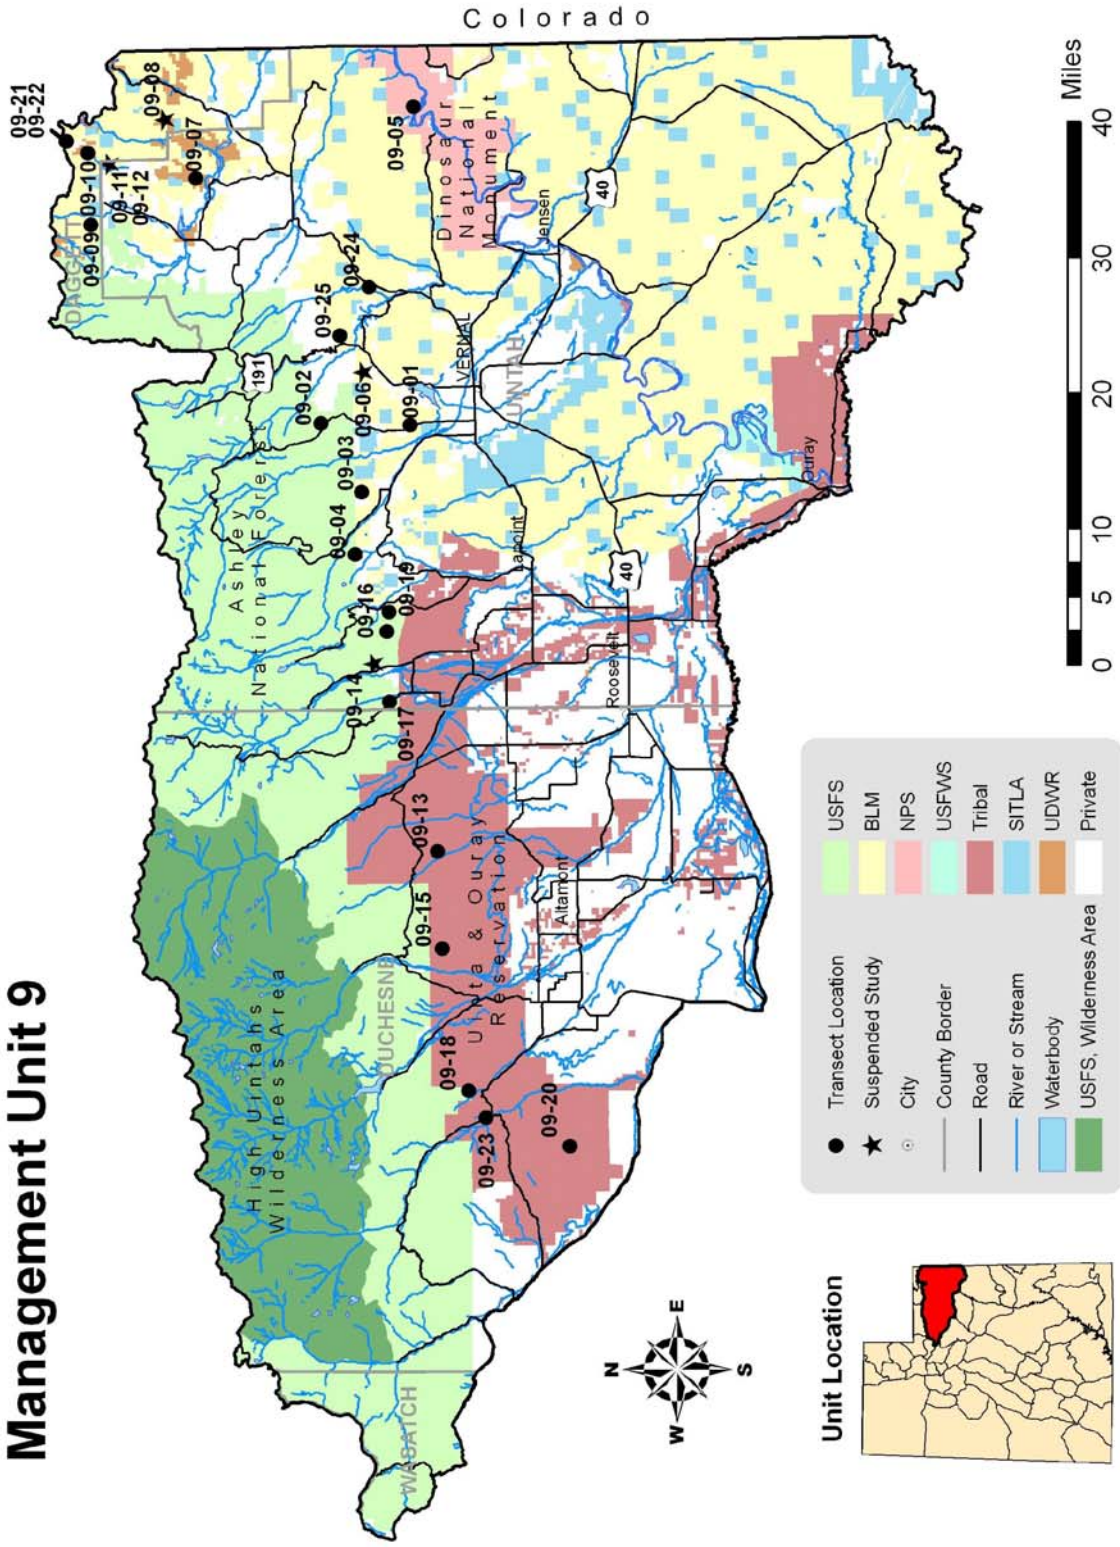 Management Unit 9
Colorado
09-21
09-22
09-08
09-10
09-07
09-09
09-11
09-12
DAGGETT
09-05
Dinosaur
National
Monument
Jensen
40
09-24
09-25
191
09-02
09-06
09-01
VERNAL
UINTAH
09-03
09-04
Ashley
National Forerst
09-16
09-19
Lapoint
40
Ouray
09-14
09-17
Roosevelt
09-13
09-15
Uinta & Ouray
Reservation
Altamont
High Uintahs
Wilderness Area
DUCHESNE
09-18
09-23
09-20
WASATCH
N
W
E
S
Unit Location
Transect Location
Suspended Study
City
County Border
Road
River or Stream
Waterbody
USFS, Wilderness Area
USFS
BLM
NPS
USFWS
Tribal
SITLA
UDWR
Private
0 5 10 20 30 40
Miles